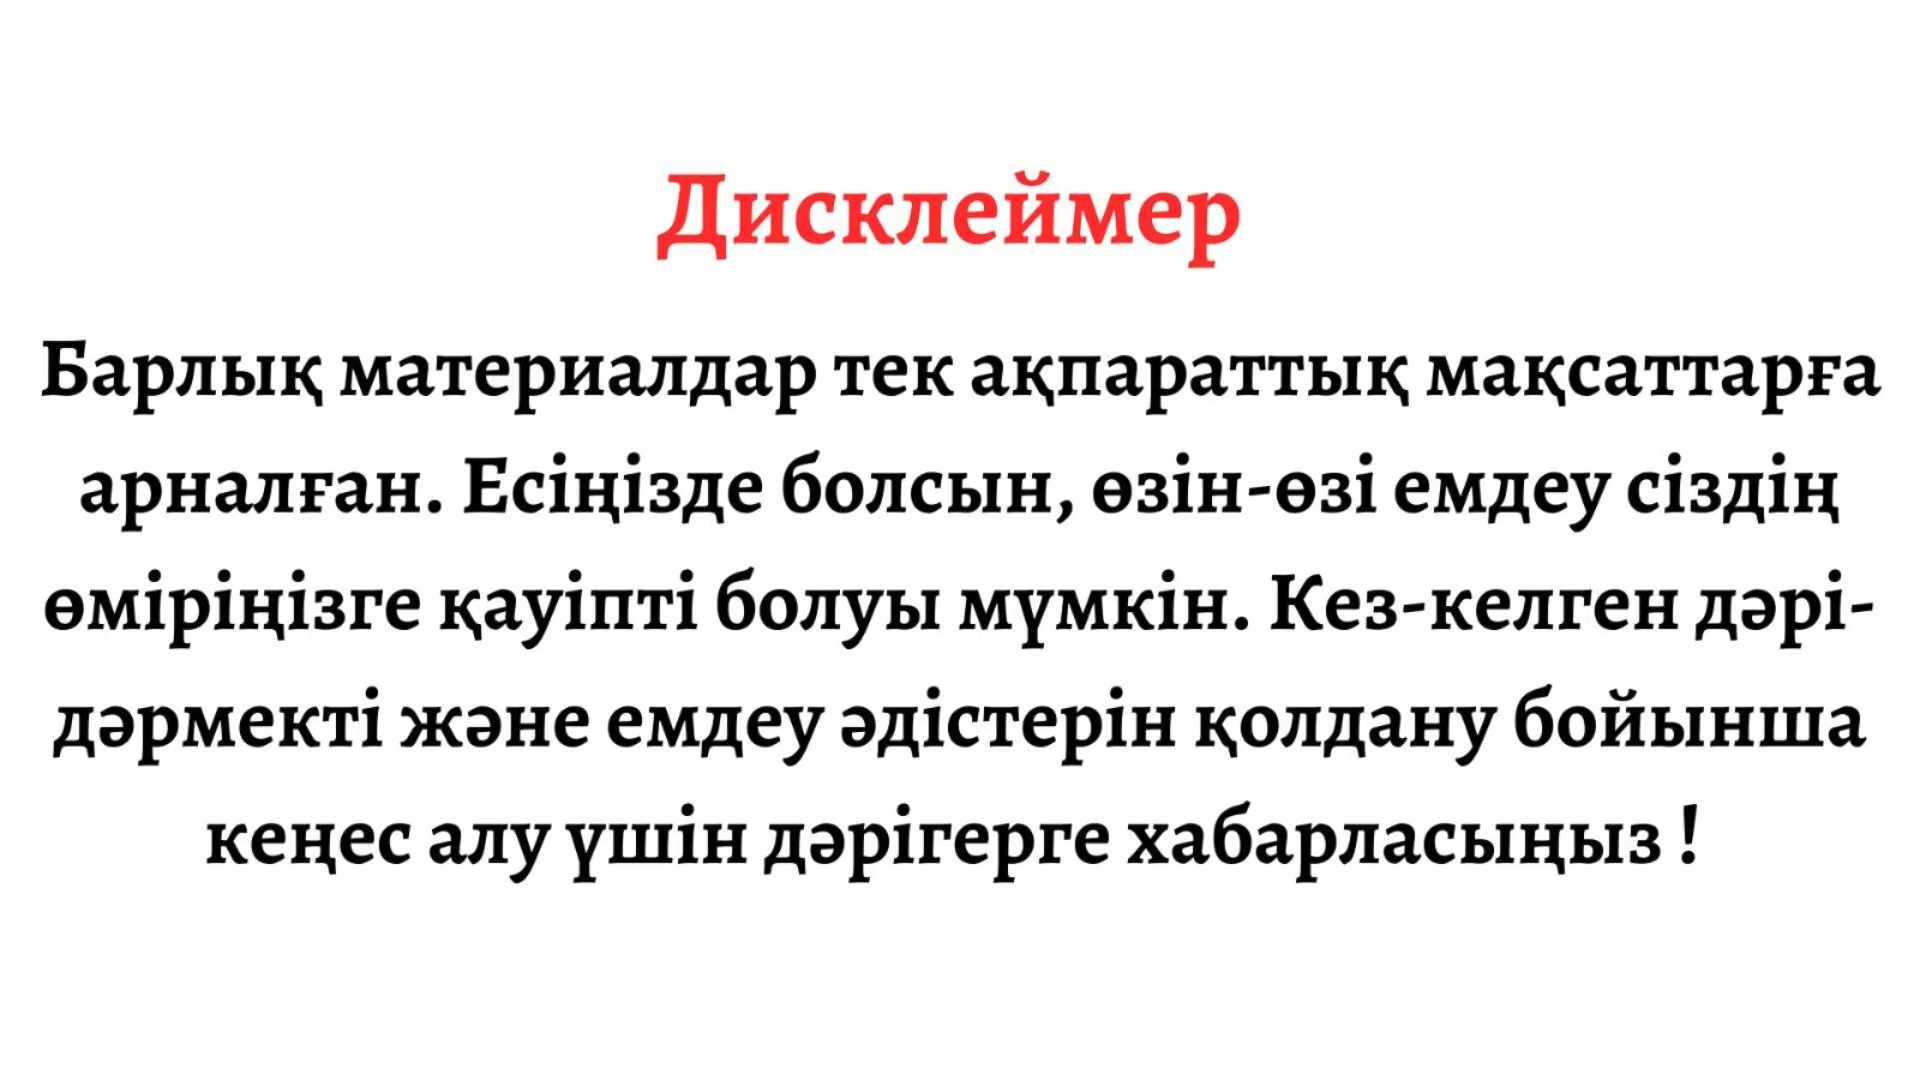 Дисклеймер
Барлық материалдар тек ақпараттық мақсаттарға
арналған. Есіңізде болсын, өзін-өзі емдеу сіздің
өміріңізге қауіпті болуы мүмкін. Кез-келген дәрі-
дәрмекті және емдеу әдістерін қолдану бойынша
кеңес алу үшін дәрігерге хабарласыңыз !